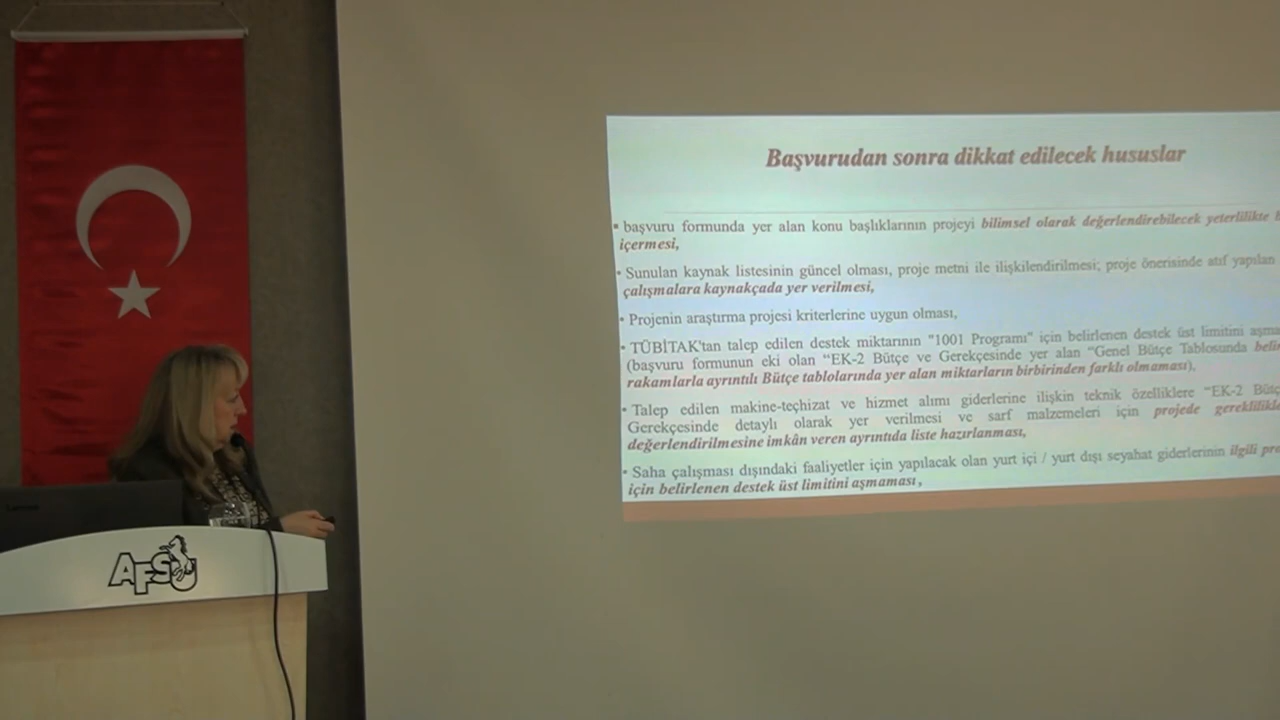 Başvurudan sonra dikkat edilecek hususlar
▪ başvuru formunda yer alan konu başlıklarının projeyi bilimsel olarak değerlendirebilecek yeterlilikte
içermesi,
• Sunulan kaynak listesinin güncel olması, proje metni ile ilişkilendirilmesi; proje önerisinde atıf yapılan
çalışmalara kaynakçada yer verilmesi,
• Projenin araştırma projesi kriterlerine uygun olması,
• TÜBİTAK'tan talep edilen destek miktarının "1001 Programı" için belirlenen destek üst limitini
(başvuru formunun eki olan “EK-2 Bütçe ve Gerekçesinde yer alan “Genel Bütçe Tablosunda
rakamlarla ayrıntılı Bütçe tablolarında yer alan miktarların birbirinden farklı olmaması),
• Talep edilen makine-teçhizat ve hizmet alımı giderlerine ilişkin teknik özelliklere “EK-2
Gerekçesinde detaylı olarak yer verilmesi ve sarf malzemeleri için projede
değerlendirilmesine imkân veren ayrıntıda liste hazırlanması,
• Saha çalışması dışındaki faaliyetler için yapılacak olan yurt içi / yurt dışı seyahat giderlerinin ilgili
için belirlenen destek üst limitini aşmaması,
AFSÜ